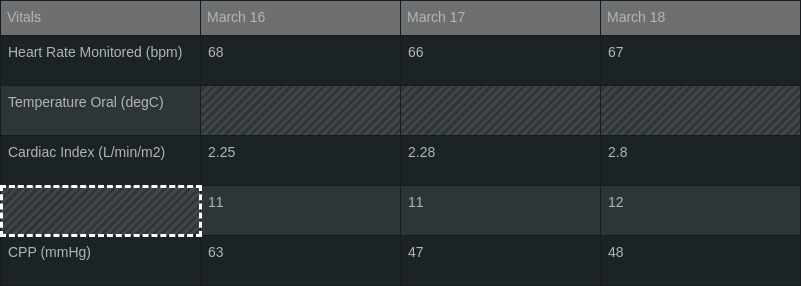 Vitals March 16 March 17 March 18
Heart Rate Monitored (bpm) 68 66 67
Temperature Oral (degC)
Cardiac Index (L/min/m2) 2.25 2.28 2.8
11 11 12
CPP (mmHg) 63 47 48